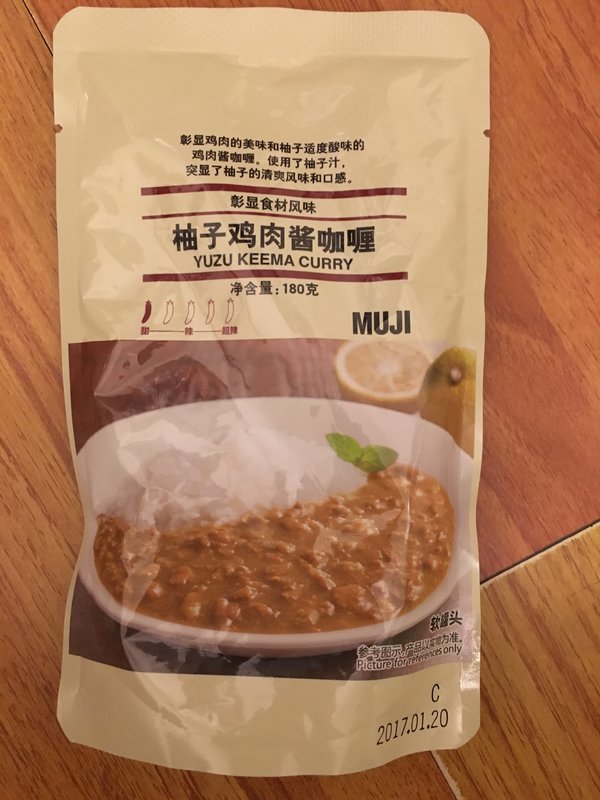 彰显鸡肉的美味和柚子适度酸味的
鸡肉酱咖喱。使用了柚子汁，
突显了柚子的清爽风味和口感。
彰显食材风味
柚子鸡肉酱咖喱
YUZU KEEMA CURRY
净含量：180克
甜 辣 超辣
MUJI
软罐头
参考图示，产品以实物为准。
Picture for references only
C
2017.01.20